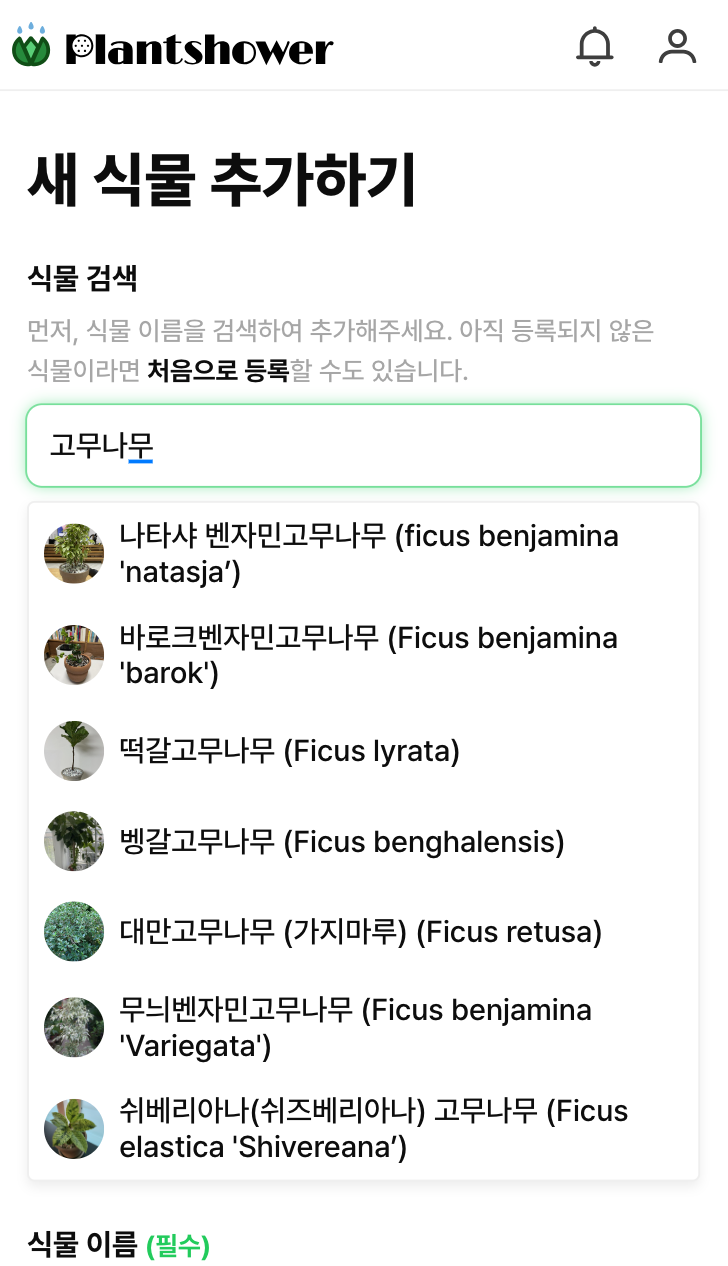 Plantshower
새 식물 추가하기
식물 검색
먼저, 식물 이름을 검색하여 추가해주세요. 아직 등록되지 않은
식물이라면 처음으로 등록할 수도 있습니다.
고무나무
나타샤 벤자민고무나무 (ficus benjamina
'natasja’)
바로크벤자민고무나무 (Ficus benjamina
'barok')
떡갈고무나무 (Ficus lyrata)
벵갈고무나무 (Ficus benghalensis)
대만고무나무 (가지마루) (Ficus retusa)
무늬벤자민고무나무 (Ficus benjamina
'Variegata')
쉬베리아나(쉬즈베리아나) 고무나무 (Ficus
elastica 'Shivereana’)
식물 이름 (필수)